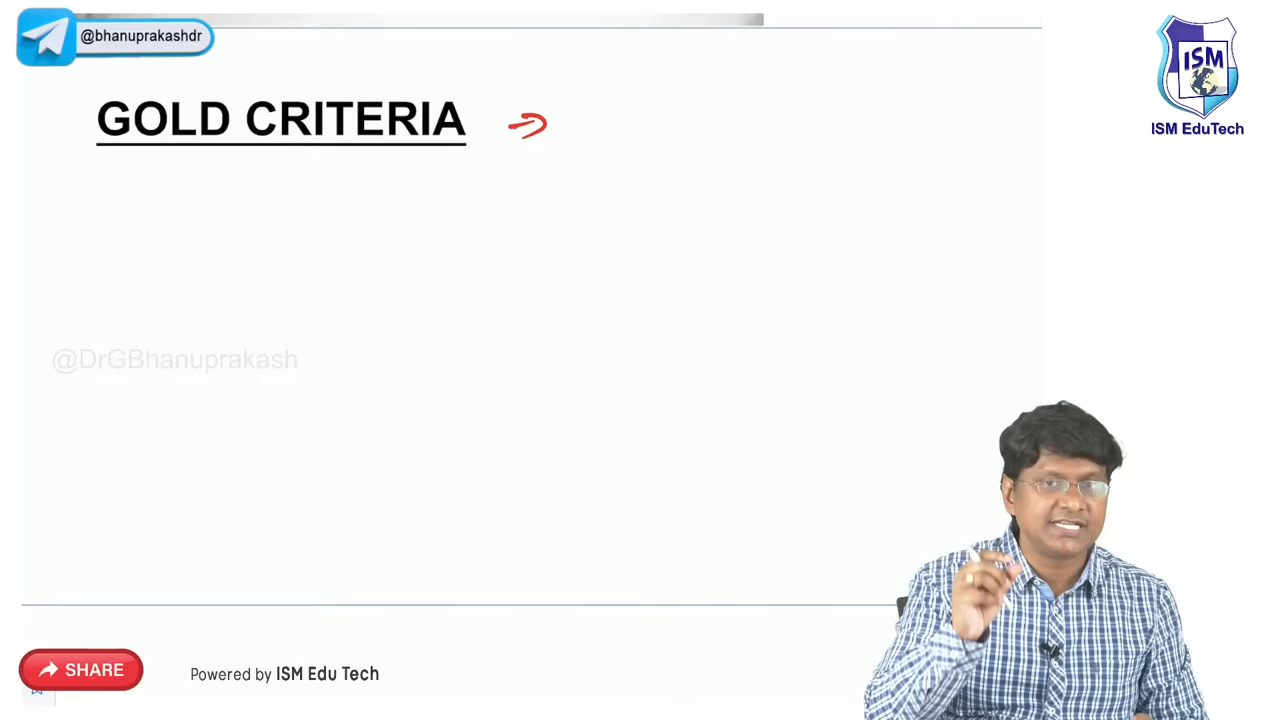 @bhanuprakashdr
ISM
ISM EduTech
GOLD CRITERIA
@DrGBhanuprakash
SHARE
Powered by ISM Edu Tech